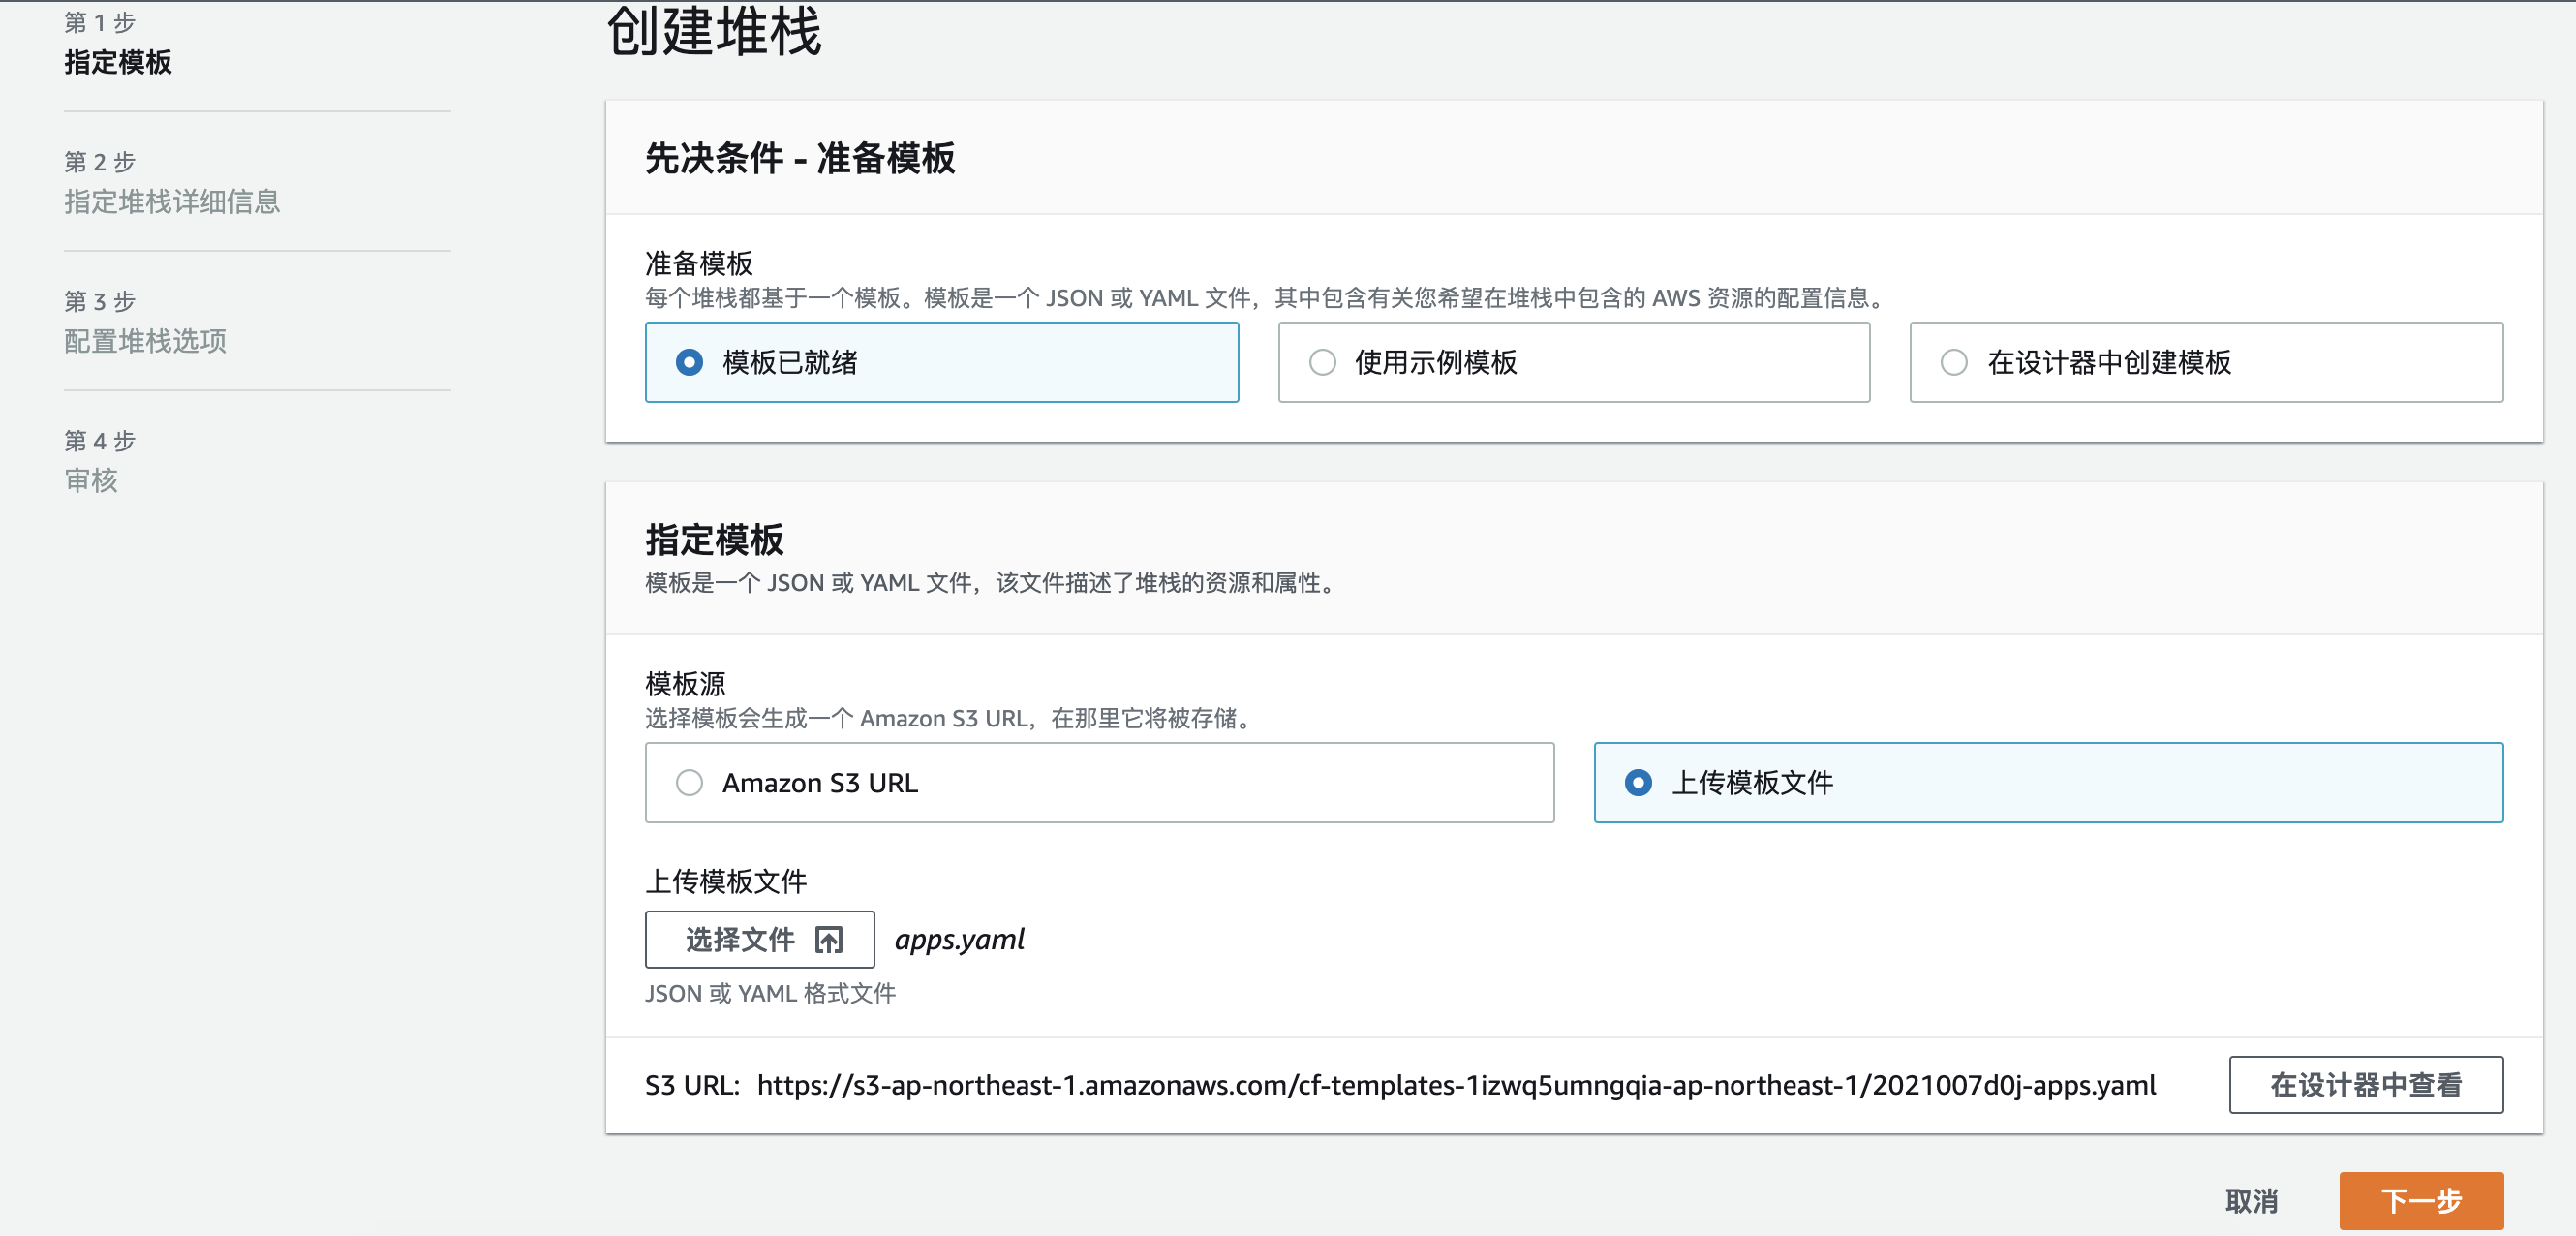 第 1 步
指定模板
第 2 步
指定堆栈详细信息
第 3 步
配置堆栈选项
第 4 步
审核
创建堆栈
先决条件 - 准备模板
准备模板
每个堆栈都基于一个模板。模板是一个 JSON 或 YAML 文件，其中包含有关您希望在堆栈中包含的 AWS 资源的配置信息。
模板已就绪
使用示例模板
在设计器中创建模板
指定模板
模板是一个 JSON 或 YAML 文件，该文件描述了堆栈的资源和属性。
模板源
选择模板会生成一个 Amazon S3 URL，在那里它将被存储。
Amazon S3 URL
上传模板文件
上传模板文件
选择文件
apps.yaml
JSON 或 YAML 格式文件
S3 URL: https://s3-ap-northeast-1.amazonaws.com/cf-templates-1izwq5umngqia-ap-northeast-1/2021007d0j-apps.yaml
在设计器中查看
取消
下一步